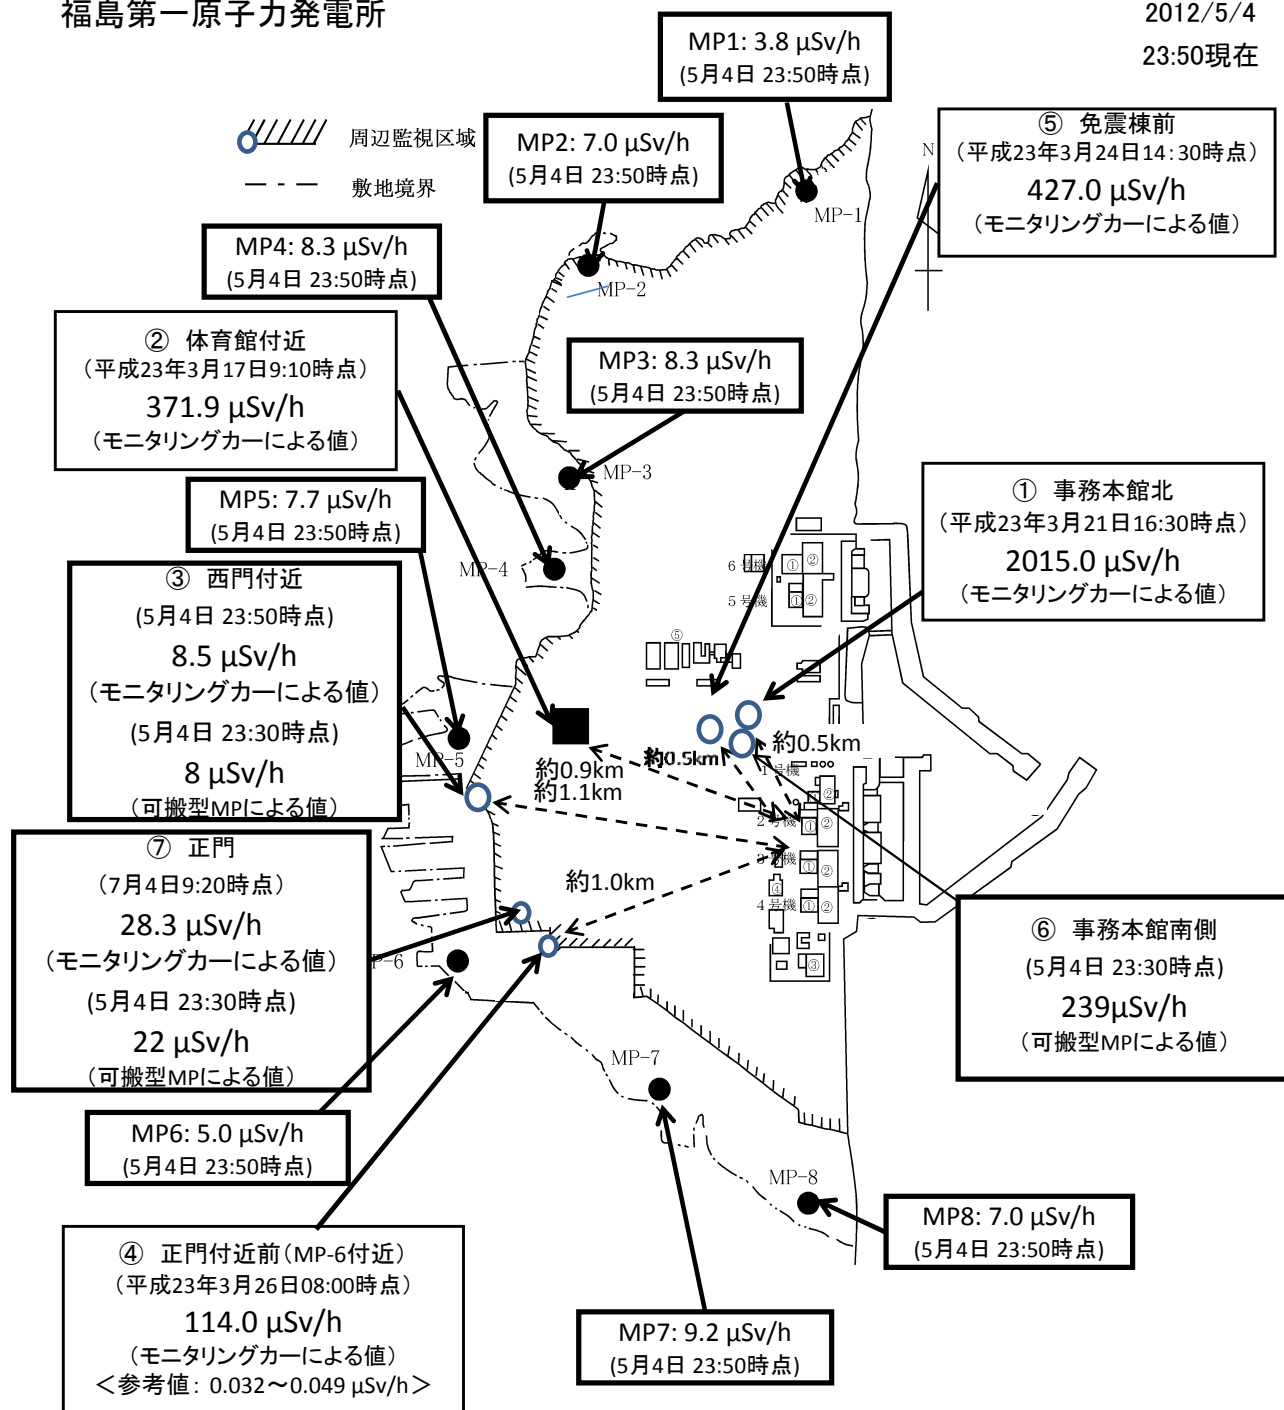 福島第一原子力発電所
2012/5/4
23:50現在
MP1: 3.8 µSv/h
(5月4日 23:50時点)
周辺監視区域
敷地境界
MP2: 7.0 µSv/h
(5月4日 23:50時点)
⑤ 免震棟前
（平成23年3月24日14:30時点）
427.0 µSv/h
（モニタリングカーによる値）
N
MP-1
MP4: 8.3 µSv/h
(5月4日 23:50時点)
MP-2
② 体育館付近
（平成23年3月17日9:10時点）
371.9 µSv/h
（モニタリングカーによる値）
MP3: 8.3 µSv/h
(5月4日 23:50時点)
MP-3
MP5: 7.7 µSv/h
(5月4日 23:50時点)
① 事務本館北
（平成23年3月21日16:30時点）
2015.0 µSv/h
（モニタリングカーによる値）
MP-4
6号機
① ②
5号機
① ②
③ 西門付近
(5月4日 23:50時点)
8.5 µSv/h
（モニタリングカーによる値）
(5月4日 23:30時点)
8 µSv/h
（可搬型MPによる値）
⑤
MP-5
約0.9km
約1.1km
約0.5km
約0.5km
1号機
②
2号機
① ②
3号機
① ②
④
4号機
① ②
③
約1.0km
⑦ 正門
(7月4日9:20時点)
28.3 µSv/h
（モニタリングカーによる値）
(5月4日 23:30時点)
22 µSv/h
（可搬型MPによる値）
P-6
⑥ 事務本館南側
(5月4日 23:30時点)
239µSv/h
（可搬型MPによる値）
MP-7
MP6: 5.0 µSv/h
(5月4日 23:50時点)
MP-8
MP8: 7.0 µSv/h
(5月4日 23:50時点)
④ 正門付近前（MP-6付近）
（平成23年3月26日08:00時点）
114.0 µSv/h
（モニタリングカーによる値）
＜参考値： 0.032～0.049 µSv/h＞
MP7: 9.2 µSv/h
(5月4日 23:50時点)